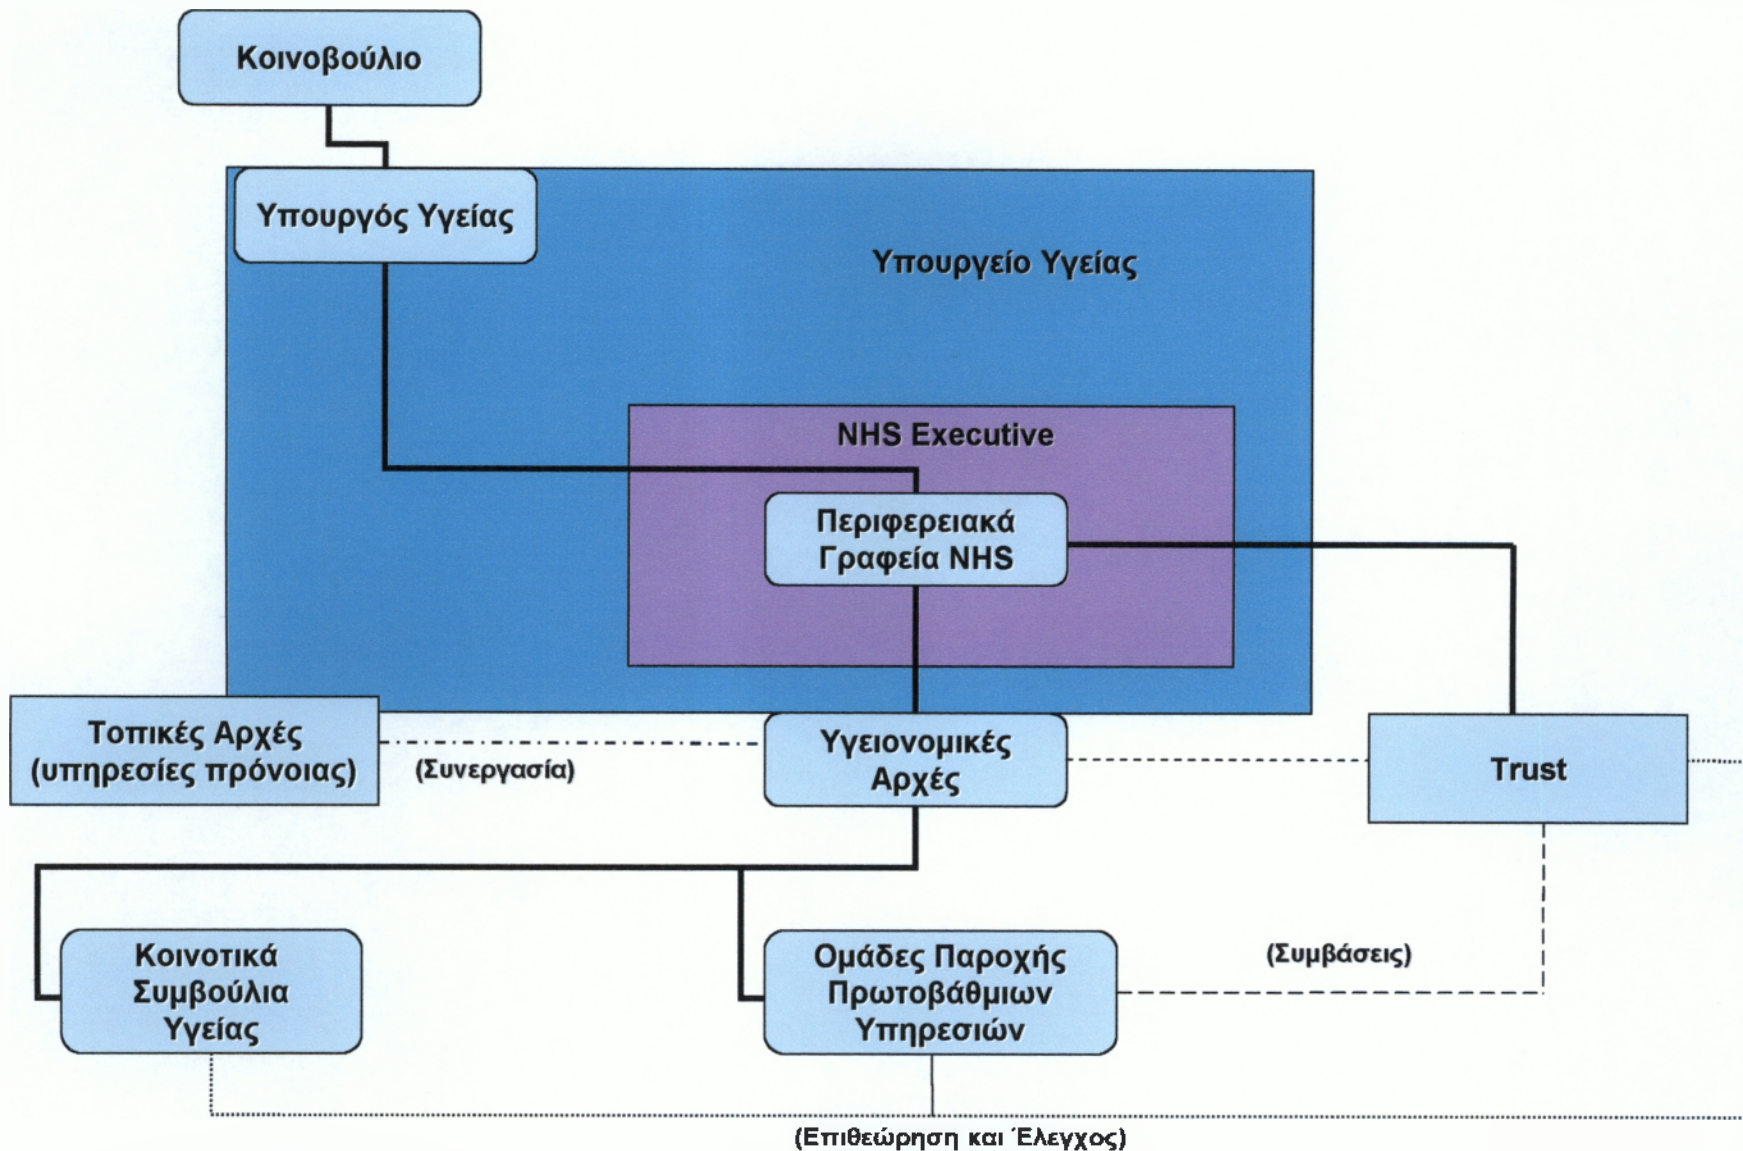 Κοινοβούλιο
Υπουργός Υγείας
Υπουργείο Υγείας
NHS Executive
Περιφερειακά
Γραφεία NHS
Τοπικές Αρχές
(υπηρεσίες πρόνοιας)
(Συνεργασία)
Υγειονομικές
Αρχές
Trust
Κοινοτικά
Συμβούλια
Υγείας
Ομάδες Παροχής
Πρωτοβάθμιων
Υπηρεσιών
(Συμβάσεις)
(Επιθεώρηση και Έλεγχος)